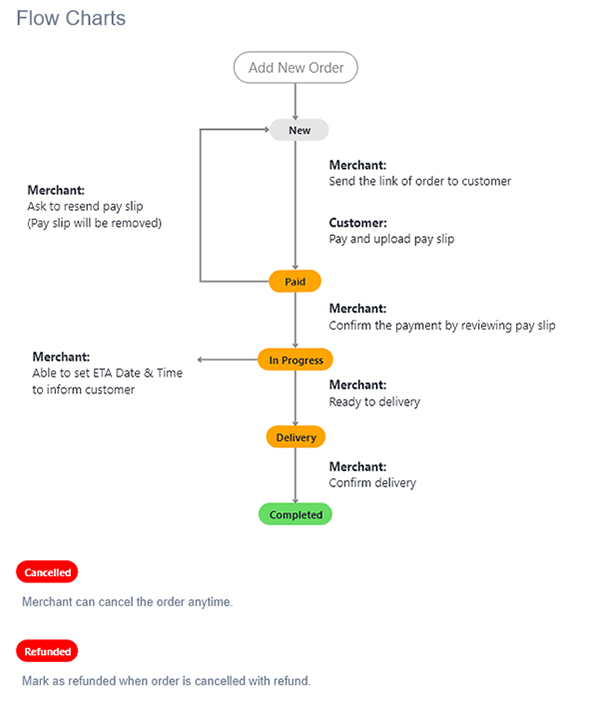 Flow Charts
Add New Order
New
Merchant:
Send the link of order to customer
Merchant:
Ask to resend pay slip
(Pay slip will be removed)
Customer:
Pay and upload pay slip
Paid
Merchant:
Confirm the payment by reviewing pay slip
In Progress
Merchant:
Able to set ETA Date & Time
to inform customer
Merchant:
Ready to delivery
Delivery
Merchant:
Confirm delivery
Completed
Cancelled
Merchant can cancel the order anytime.
Refunded
Mark as refunded when order is cancelled with refund.